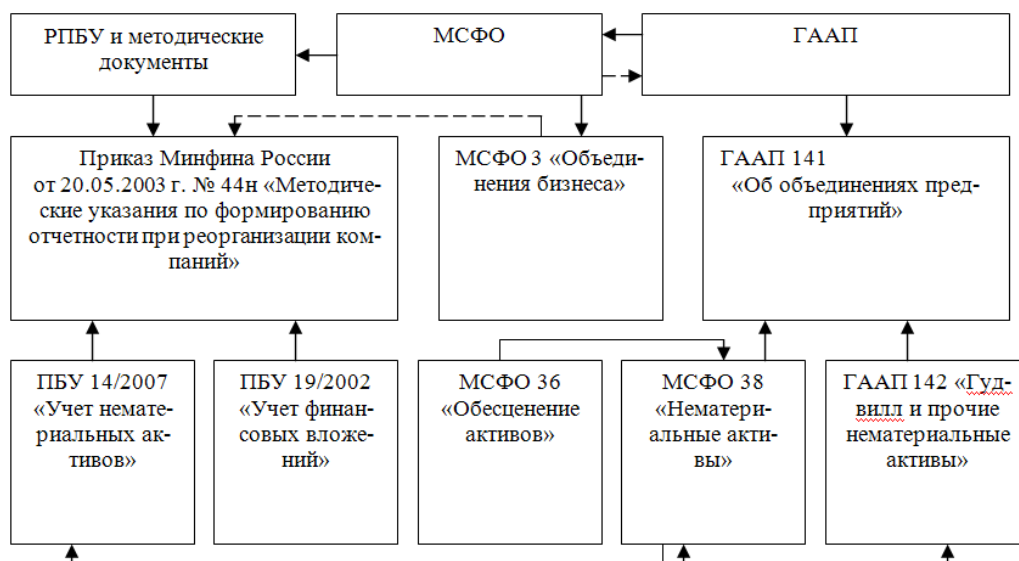 РПБУ и методические
документы
МСФО
ГААП
Приказ Минфина России
от 20.05.2003 г. № 44н «Методиче-
ские указания по формированию
отчетности при реорганизации ком-
паний»
МСФО 3 «Объеди-
нения бизнеса»
ГААП 141
«Об объединениях пред-
приятий»
ПБУ 14/2007
«Учет немате-
риальных ак-
тивов»
ПБУ 19/2002
«Учет финан-
совых вложе-
ний»
МСФО 36
«Обесценение
активов»
МСФО 38
«Нематери-
альные акти-
вы»
ГААП 142 «Гуд-
вилл и прочие
нематериальные
активы»